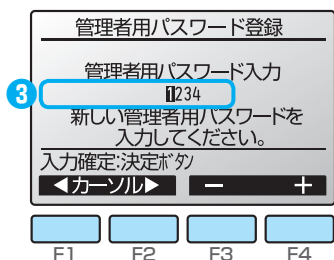 管理者用パスワード登録
管理者用パスワード入力
3
1234
新しい管理者用パスワードを
入力してください。
入力確定:決定ボタン
◀カーソル▶ － ＋
F1 F2 F3 F4